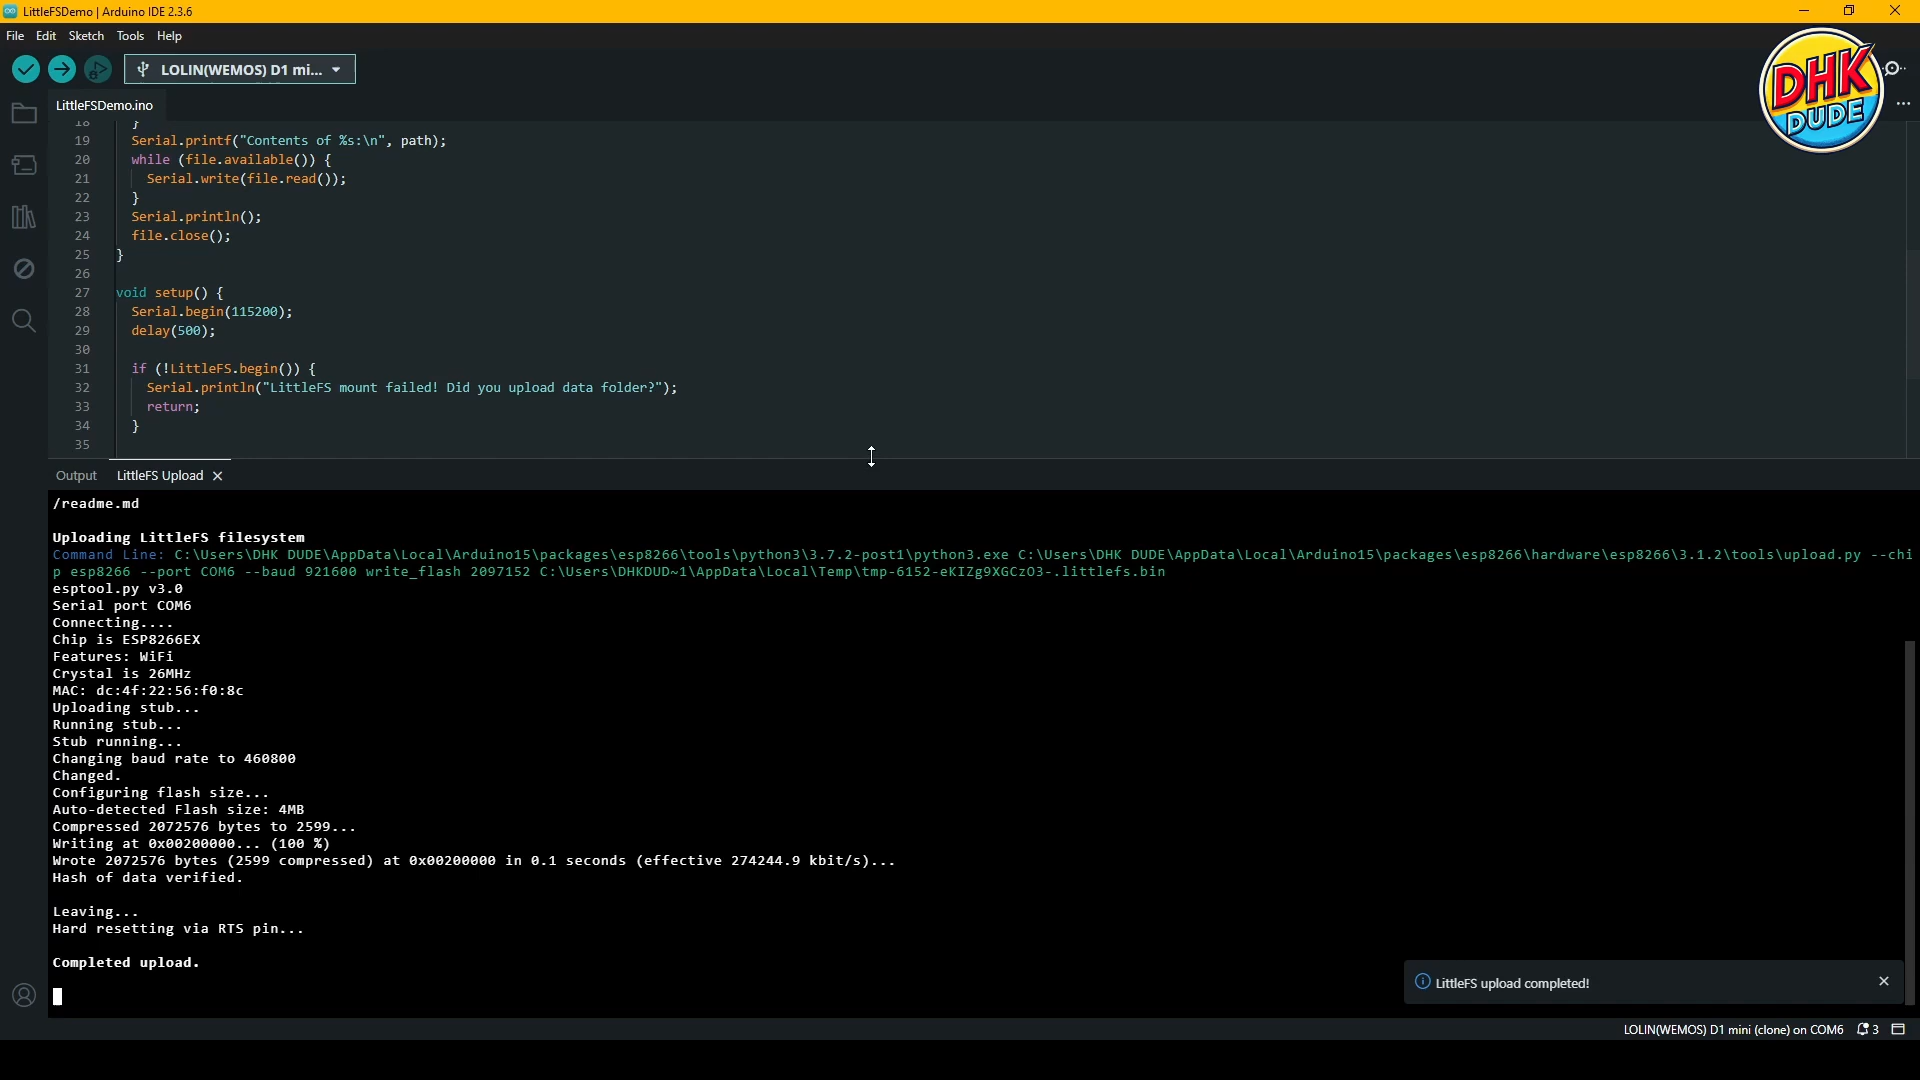 LittleFSDemo | Arduino IDE 2.3.6
File Edit Sketch Tools Help
LOLIN(WEMOS) D1 mi...
DHK
DUDE
LittleFSDemo.ino
18 }
19 Serial.printf("Contents of %s:\n", path);
20 while (file.available()) {
21 Serial.write(file.read());
22 }
23 Serial.println();
24 file.close();
25 }
26
27 void setup() {
28 Serial.begin(115200);
29 delay(500);
30
31 if (!LittleFS.begin()) {
32 Serial.println("LittleFS mount failed! Did you upload data folder?");
33 return;
34 }
35
Output LittleFS Upload
/readme.md
Uploading LittleFS filesystem
Command Line: C:\Users\DHK DUDE\AppData\Local\Arduino15\packages\esp8266\tools\python3\3.7.2-post1\python3.exe C:\Users\DHK DUDE\AppData\Local\Arduino15\packages\esp8266\hardware\esp8266\3.1.2\tools\upload.py --chi
p esp8266 --port COM6 --baud 921600 write_flash 2097152 C:\Users\DHKDUD~1\AppData\Local\Temp\tmp-6152-eKIZg9XGCzO3-.littlefs.bin
esptool.py v3.0
Serial port COM6
Connecting....
Chip is ESP8266EX
Features: WiFi
Crystal is 26MHz
MAC: dc:4f:22:56:f0:8c
Uploading stub...
Running stub...
Stub running...
Changing baud rate to 460800
Changed.
Configuring flash size...
Auto-detected Flash size: 4MB
Compressed 2072576 bytes to 2599...
Writing at 0x00200000... (100 %)
Wrote 2072576 bytes (2599 compressed) at 0x00200000 in 0.1 seconds (effective 274244.9 kbit/s)...
Hash of data verified.
Leaving...
Hard resetting via RTS pin...
Completed upload.
LittleFS upload completed!
LOLIN(WEMOS) D1 mini (clone) on COM6 3